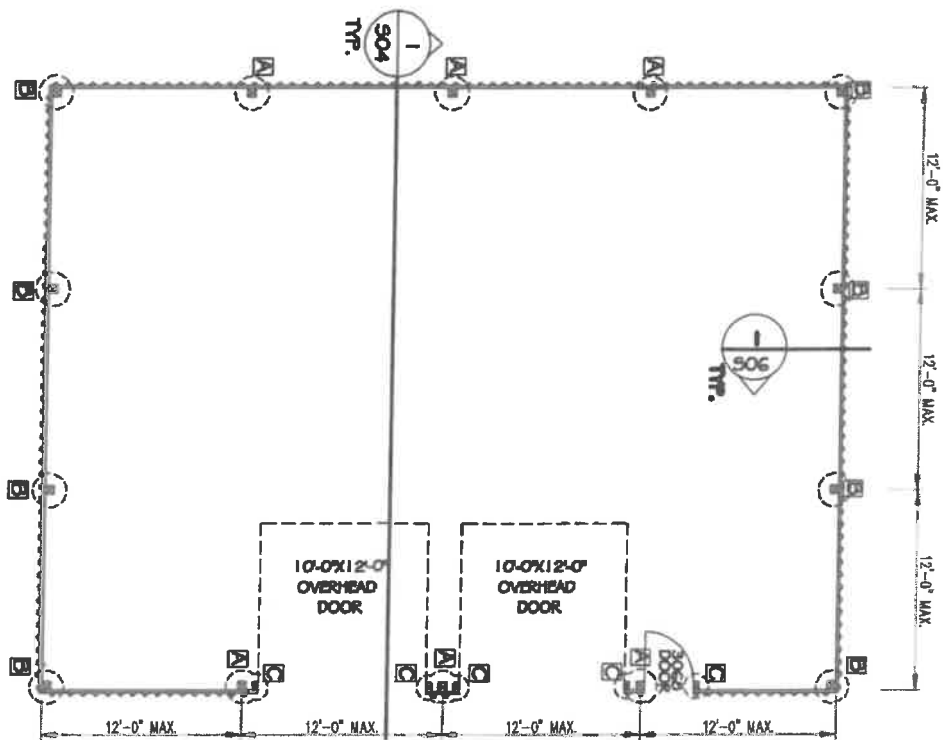 1
S04
TYP.
A
A
A
B
B
12'-0" MAX.
B
B
12'-0" MAX.
1
S06
TYP.
B
B
12'-0" MAX.
10'-0"X12'-0"
OVERHEAD
DOOR
10'-0"X12'-0"
OVERHEAD
DOOR
B
A
C
C
A
C
C
A
3068
DOOR
C
B
12'-0" MAX.
12'-0" MAX.
12'-0" MAX.
12'-0" MAX.